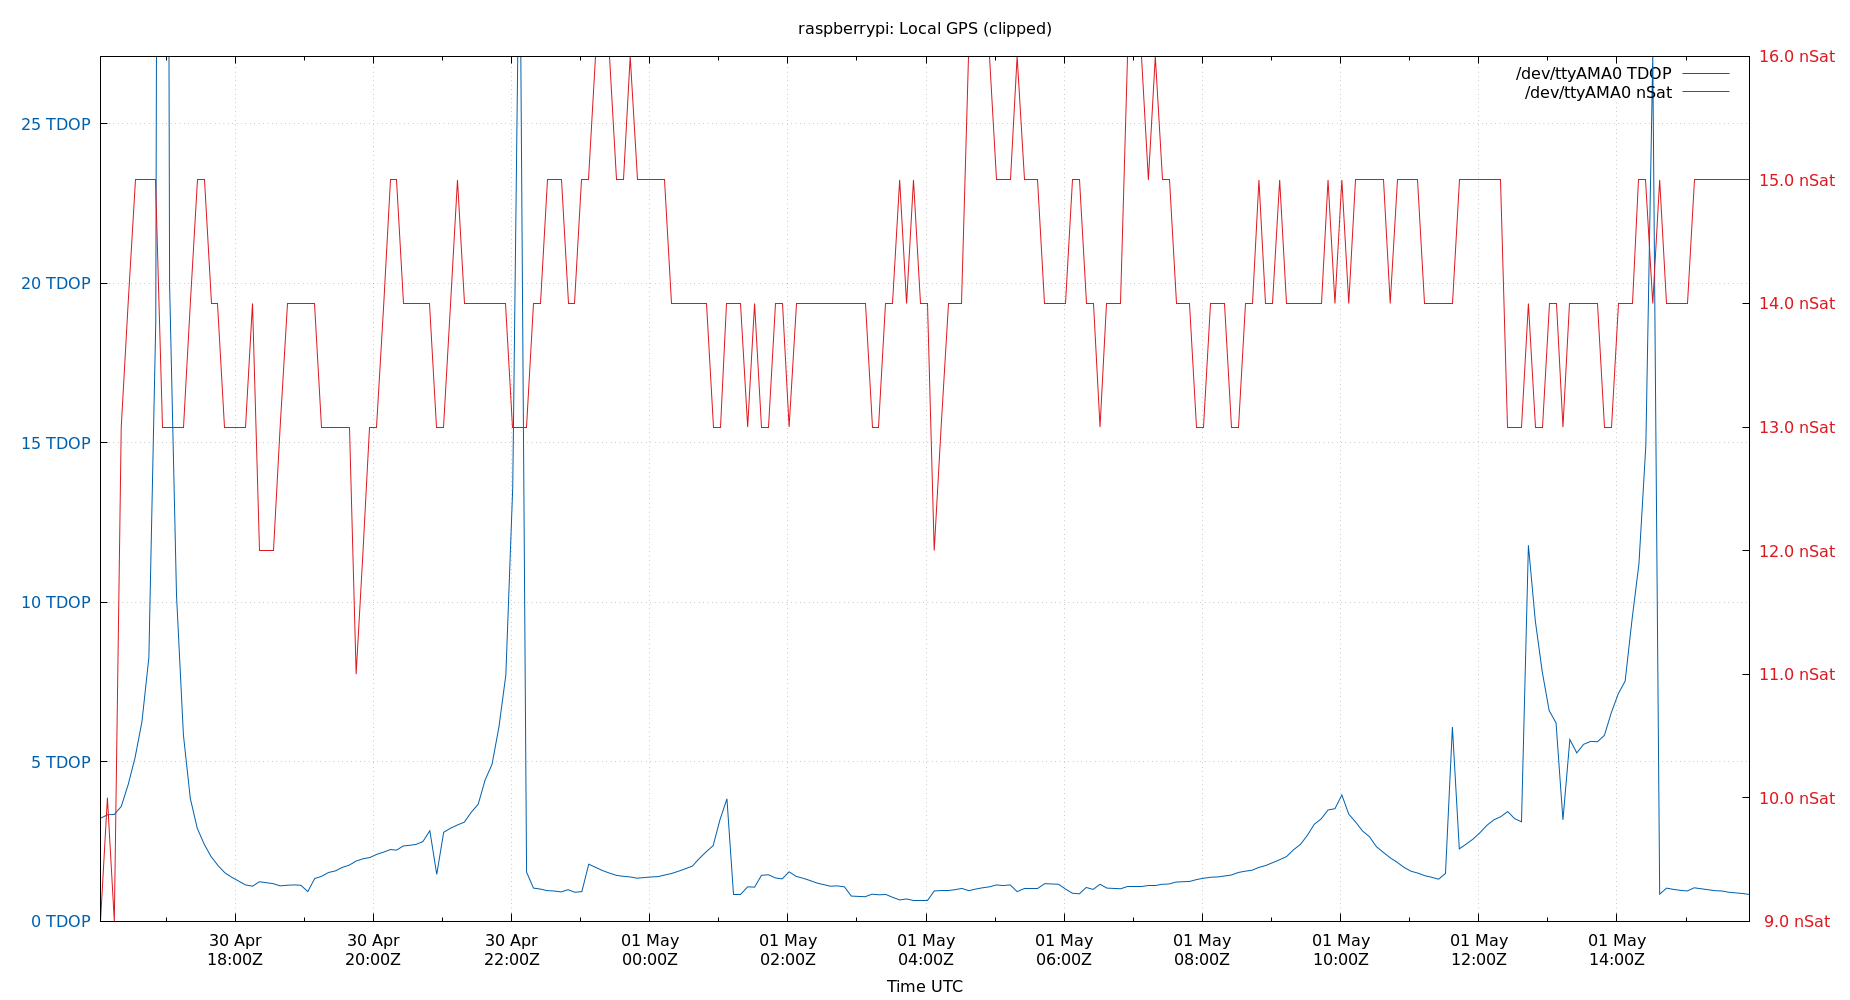 raspberrypi: Local GPS (clipped)
/dev/ttyAMA0 TDOP
/dev/ttyAMA0 nSat
25 TDOP
20 TDOP
15 TDOP
10 TDOP
5 TDOP
0 TDOP
16.0 nSat
15.0 nSat
14.0 nSat
13.0 nSat
12.0 nSat
11.0 nSat
10.0 nSat
9.0 nSat
30 Apr 30 Apr 30 Apr 01 May 01 May 01 May 01 May 01 May 01 May 01 May 01 May
18:00Z 20:00Z 22:00Z 00:00Z 02:00Z 04:00Z 06:00Z 08:00Z 10:00Z 12:00Z 14:00Z
Time UTC